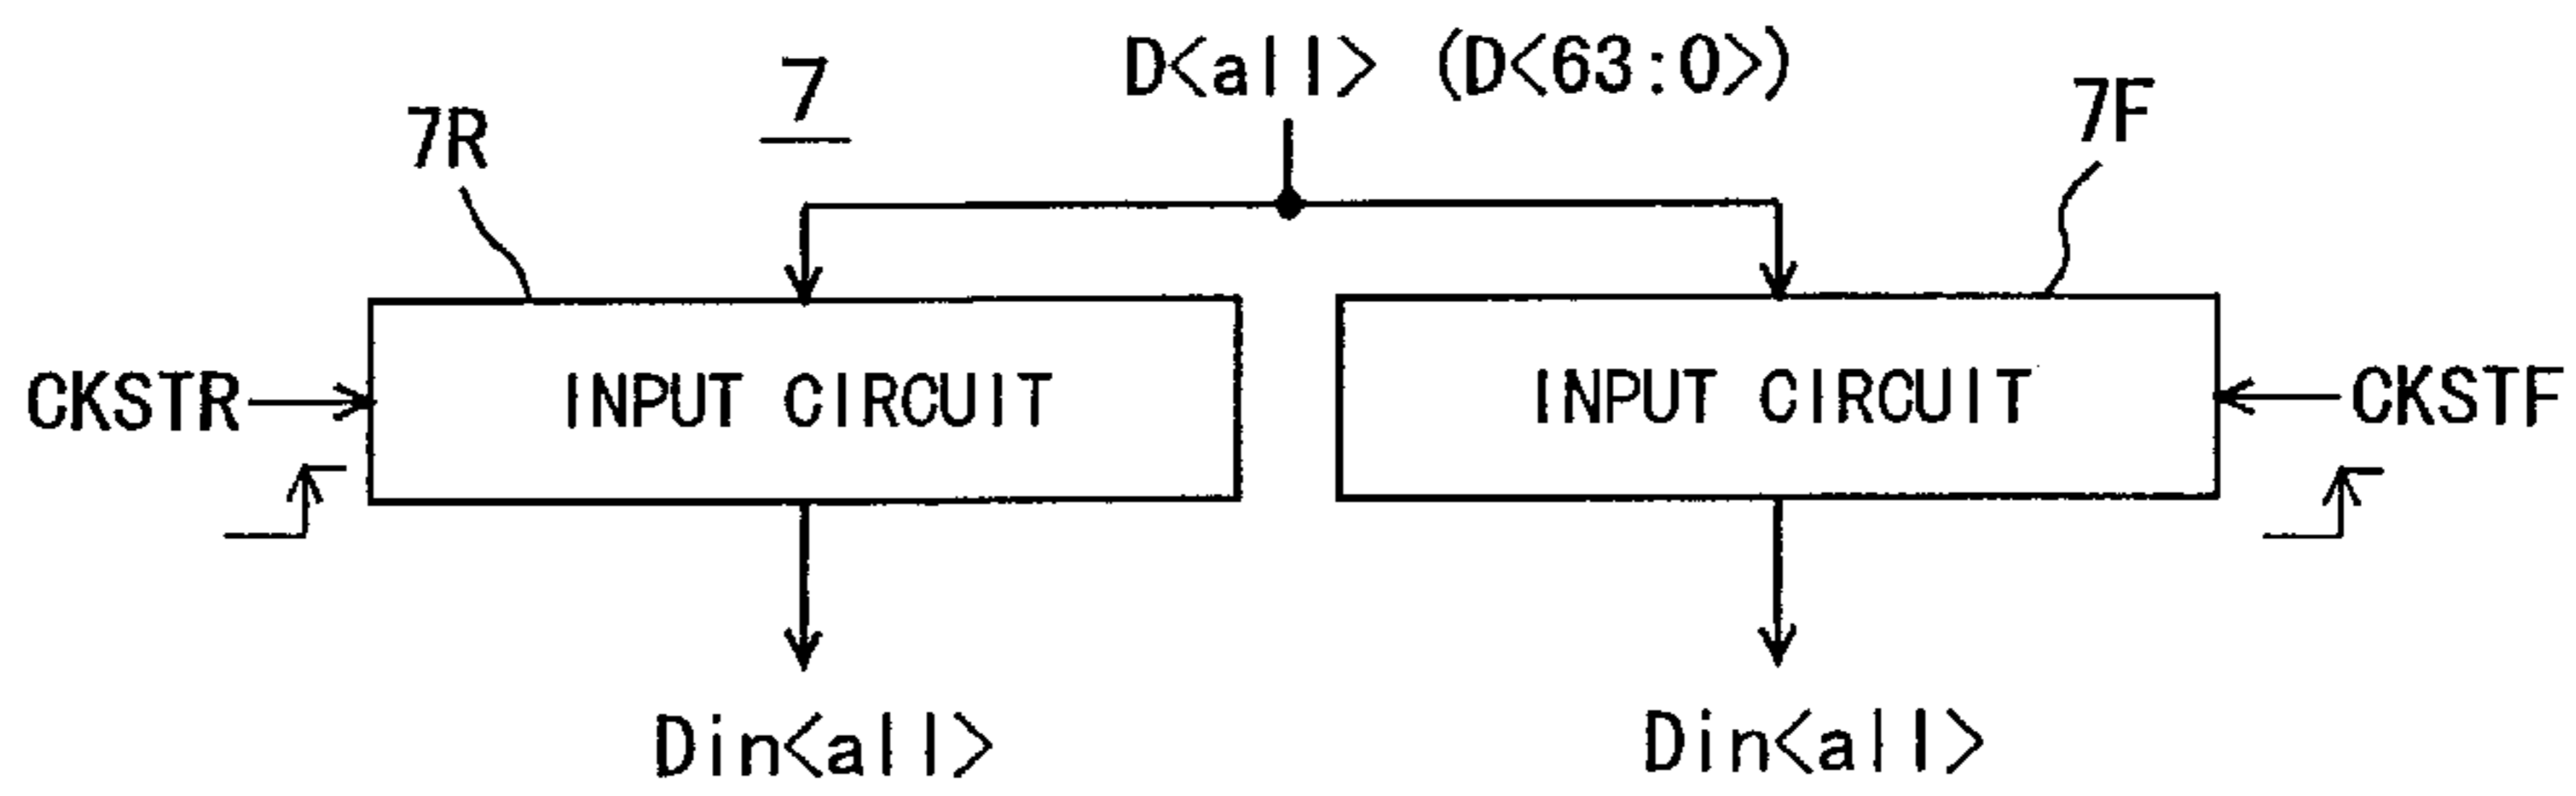 7
D<all> (D<63:0>)
7R
7F
CKSTR
INPUT CIRCUIT
INPUT CIRCUIT
CKSTF
Din<all>
Din<all>